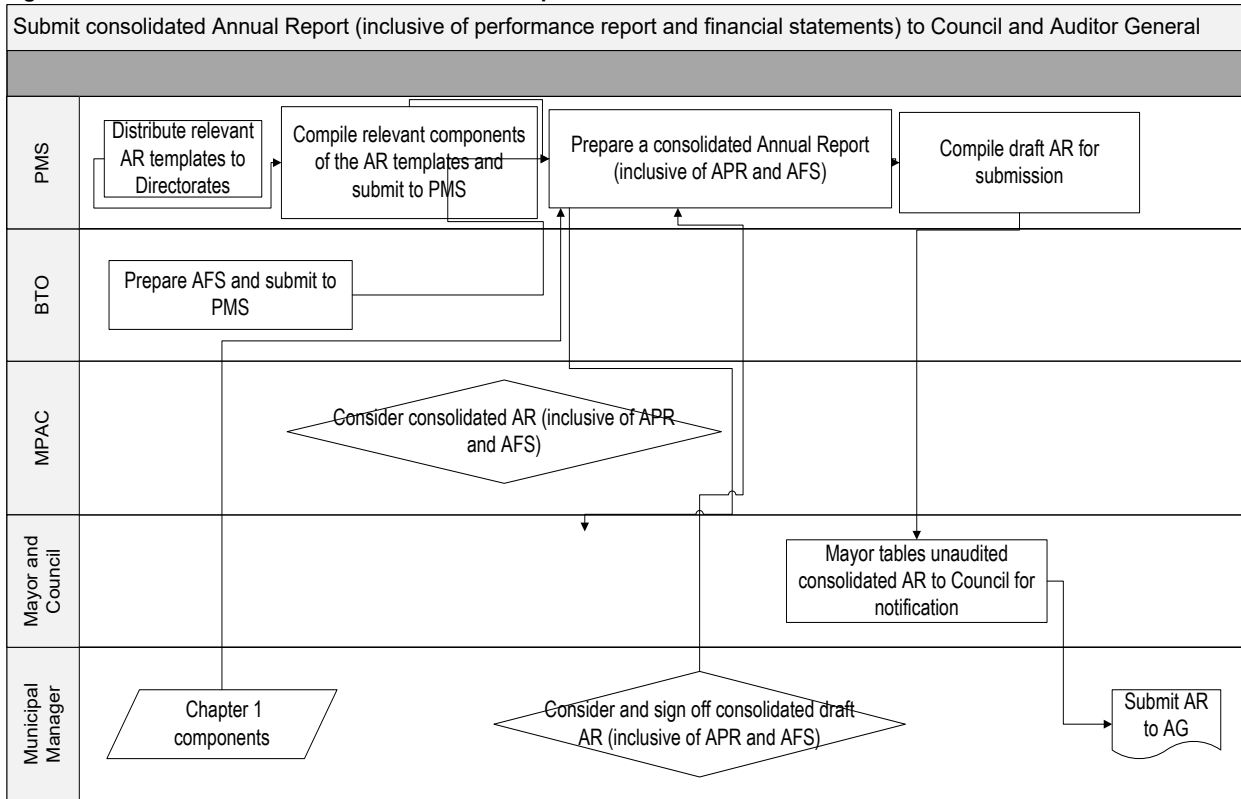 Submit consolidated Annual Report (inclusive of performance report and financial statements) to Council and Auditor General
PMS
Distribute relevant
AR templates to
Directorates
Compile relevant components
of the AR templates and
submit to PMS
Prepare a consolidated Annual Report
(inclusive of APR and AFS)
Compile draft AR for
submission
BTO
Prepare AFS and submit to
PMS
MPAC
Consider consolidated AR (inclusive of APR
and AFS)
Mayor and
Council
Mayor tables unaudited
consolidated AR to Council for
notification
Municipal
Manager
Chapter 1
components
Consider and sign off consolidated draft
AR (inclusive of APR and AFS)
Submit AR
to AG